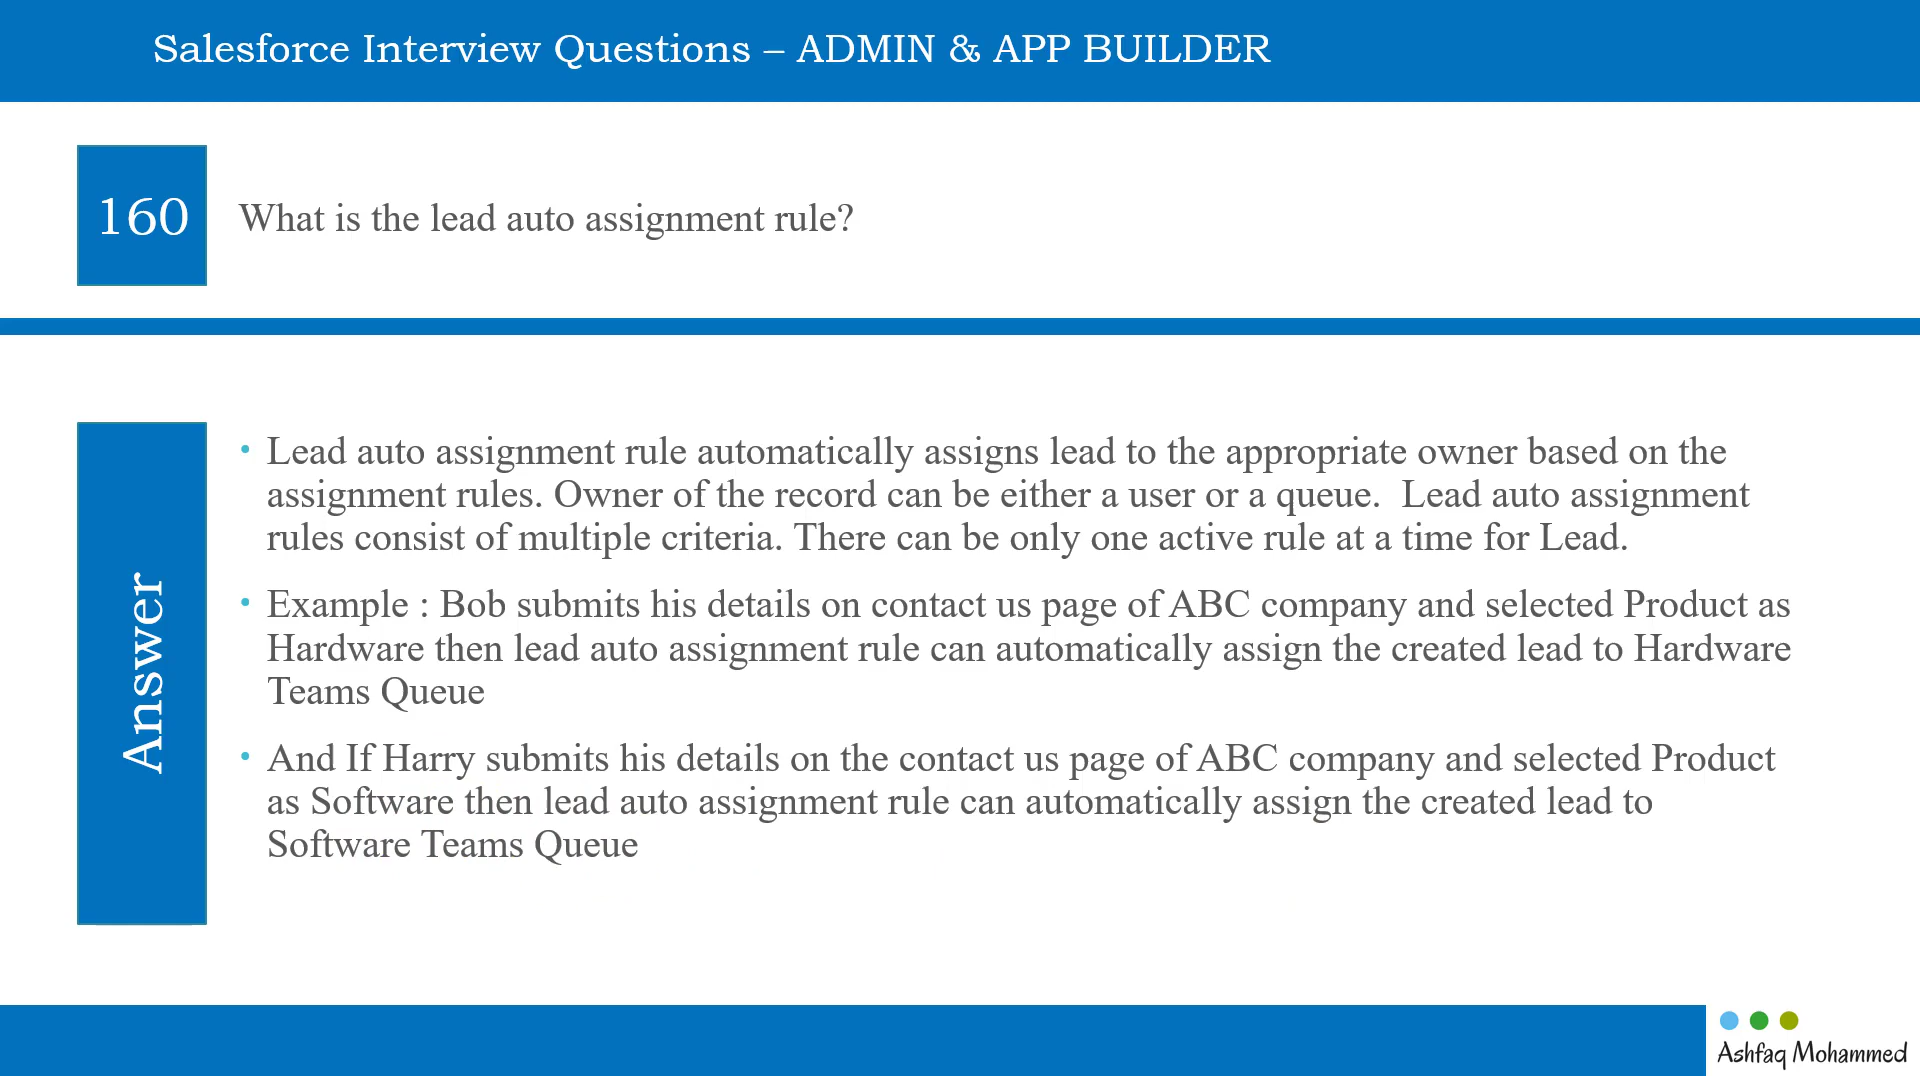 Salesforce Interview Questions – ADMIN & APP BUILDER
160
What is the lead auto assignment rule?
Answer
• Lead auto assignment rule automatically assigns lead to the appropriate owner based on the
assignment rules. Owner of the record can be either a user or a queue.  Lead auto assignment
rules consist of multiple criteria. There can be only one active rule at a time for Lead.
• Example : Bob submits his details on contact us page of ABC company and selected Product as
Hardware then lead auto assignment rule can automatically assign the created lead to Hardware
Teams Queue
• And If Harry submits his details on the contact us page of ABC company and selected Product
as Software then lead auto assignment rule can automatically assign the created lead to
Software Teams Queue
Ashfaq Mohammed